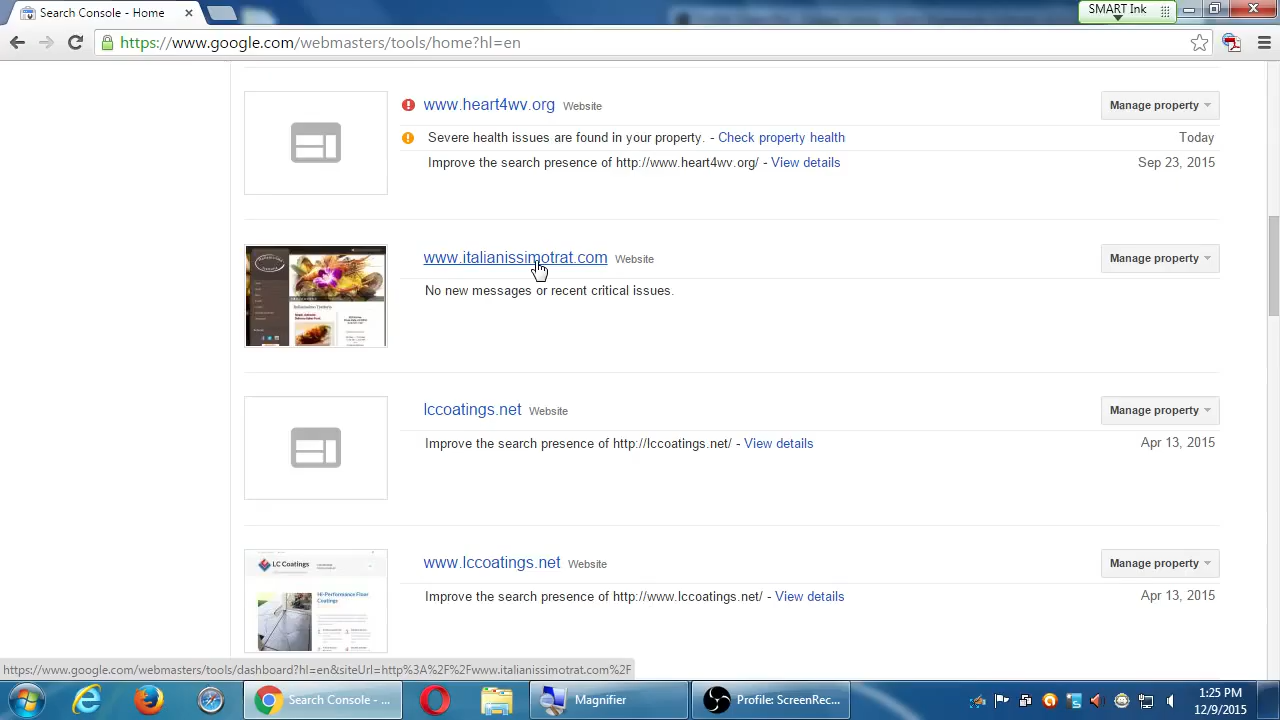 Search Console - Home
SMART Ink
https://www.google.com/webmasters/tools/home?hl=en
www.heart4wv.org Website
Manage property
Severe health issues are found in your property. - Check property health
Today
Improve the search presence of http://www.heart4wv.org/ - View details
Sep 23, 2015
www.italianissimotrat.com Website
Manage property
No new messages or recent critical issues.
lccoatings.net Website
Manage property
Improve the search presence of http://lccoatings.net/ - View details
Apr 13, 2015
www.lccoatings.net Website
Manage property
LC Coatings
Hi-Performance Floor
Coatings
Improve the search presence of http://www.lccoatings.n - View details
Apr 13, 2015
https://www.google.com/webmasters/tools/dashboard?hl=en&siteUrl=http%3A%2F%2Fwww.italianissimotrat.com%2F
Search Console - ...
Magnifier
Profile: ScreenRec...
1:25 PM
12/9/2015